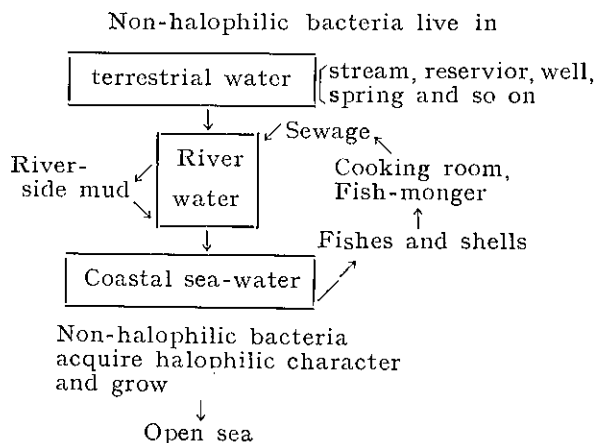 Non-halophilic bacteria live in
terrestrial water
stream, reservior, well,
spring and so on
Sewage
River
water
River-
side mud
Cooking room,
Fish-monger
Fishes and shells
Coastal sea-water
Non-halophilic bacteria
acquire halophilic character
and grow
Open sea